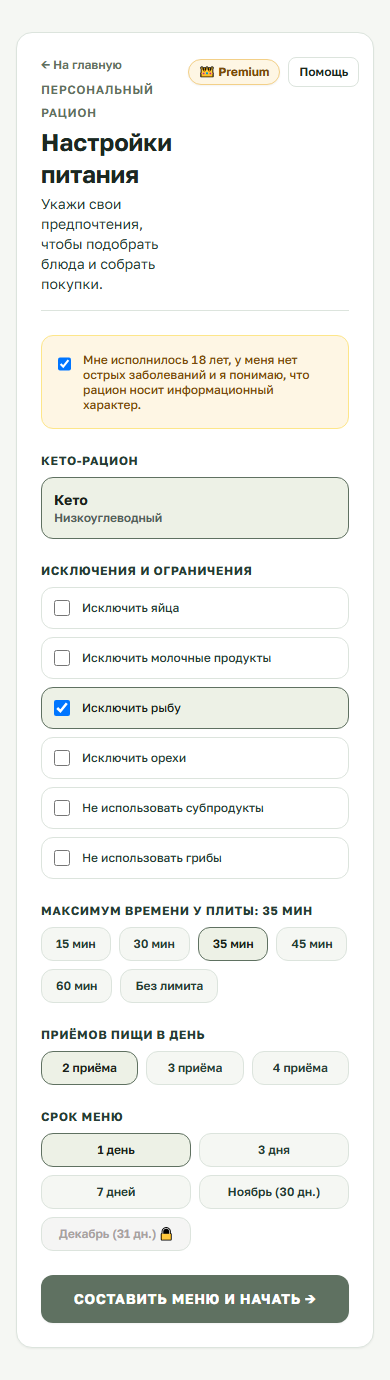 ← На главную
👑 Premium
Помощь
ПЕРСОНАЛЬНЫЙ
РАЦИОН
Настройки
питания
Укажи свои
предпочтения,
чтобы подобрать
блюда и собрать
покупки.
Мне исполнилось 18 лет, у меня нет
острых заболеваний и я понимаю, что
рацион носит информационный
характер.
КЕТО-РАЦИОН
Кето
Низкоуглеводный
ИСКЛЮЧЕНИЯ И ОГРАНИЧЕНИЯ
Исключить яйца
Исключить молочные продукты
Исключить рыбу
Исключить орехи
Не использовать субпродукты
Не использовать грибы
МАКСИМУМ ВРЕМЕНИ У ПЛИТЫ: 35 МИН
15 мин
30 мин
35 мин
45 мин
60 мин
Без лимита
ПРИЁМОВ ПИЩИ В ДЕНЬ
2 приёма
3 приёма
4 приёма
СРОК МЕНЮ
1 день
3 дня
7 дней
Ноябрь (30 дн.)
Декабрь (31 дн.) 🔒
СОСТАВИТЬ МЕНЮ И НАЧАТЬ →